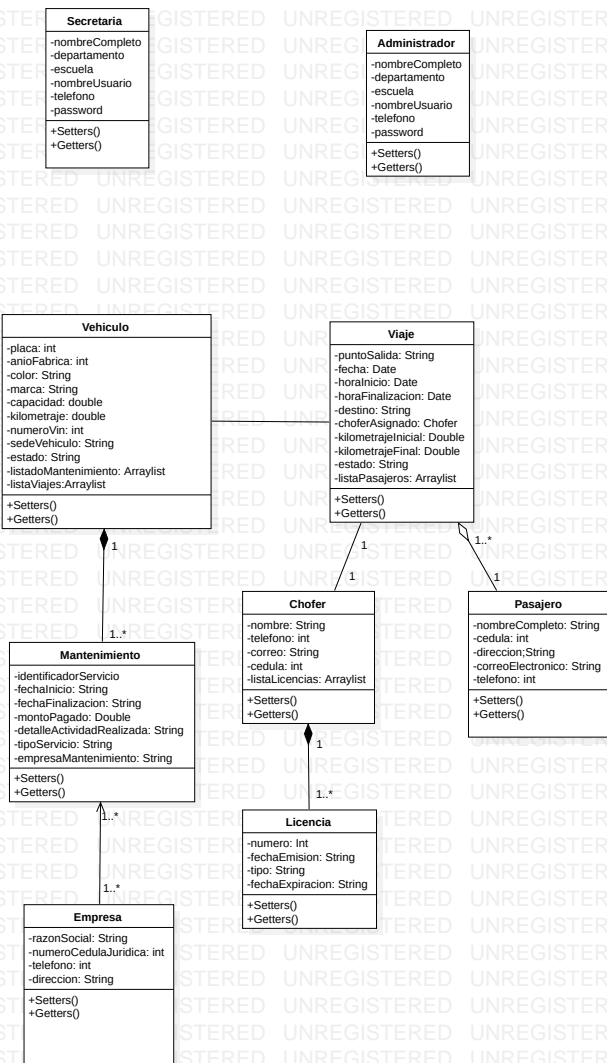 Secretaria
-nombreCompleto
-departamento
-escuela
-nombreUsuario
-telefono
-password
+Setters()
+Getters()
Administrador
-nombreCompleto
-departamento
-escuela
-nombreUsuario
-telefono
-password
+Setters()
+Getters()
Vehiculo
-placa: int
-anioFabrica: int
-color: String
-marca: String
-capacidad: double
-kilometraje: double
-numeroVin: int
-sedeVehiculo: String
-estado: String
-listadoMantenimiento: Arraylist
-listaViajes:Arraylist
+Setters()
+Getters()
Viaje
-puntoSalida: String
-fecha: Date
-horaInicio: Date
-horaFinalizacion: Date
-destino: String
-choferAsignado: Chofer
-kilometrajeInicial: Double
-kilometrajeFinal: Double
-estado: String
-listaPasajeros: Arraylist
+Setters()
+Getters()
1
1..*
1
1
1..*
1
Mantenimiento
-identificadorServicio
-fechaInicio: String
-fechaFinalizacion: String
-montoPagado: Double
-detalleActividadRealizada: String
-tipoServicio: String
-empresaMantenimiento: String
+Setters()
+Getters()
Chofer
-nombre: String
-telefono: int
-correo: String
-cedula: int
-listaLicencias: Arraylist
+Setters()
+Getters()
Pasajero
-nombreCompleto: String
-cedula: int
-direccion;String
-correoElectronico: String
-telefono: int
+Setters()
+Getters()
1
1..*
Licencia
-numero: Int
-fechaEmision: String
-tipo: String
-fechaExpiracion: String
+Setters()
+Getters()
1..*
1..*
Empresa
-razonSocial: String
-numeroCedulaJuridica: int
-telefono: int
-direccion: String
+Setters()
+Getters()
UNREGISTERED